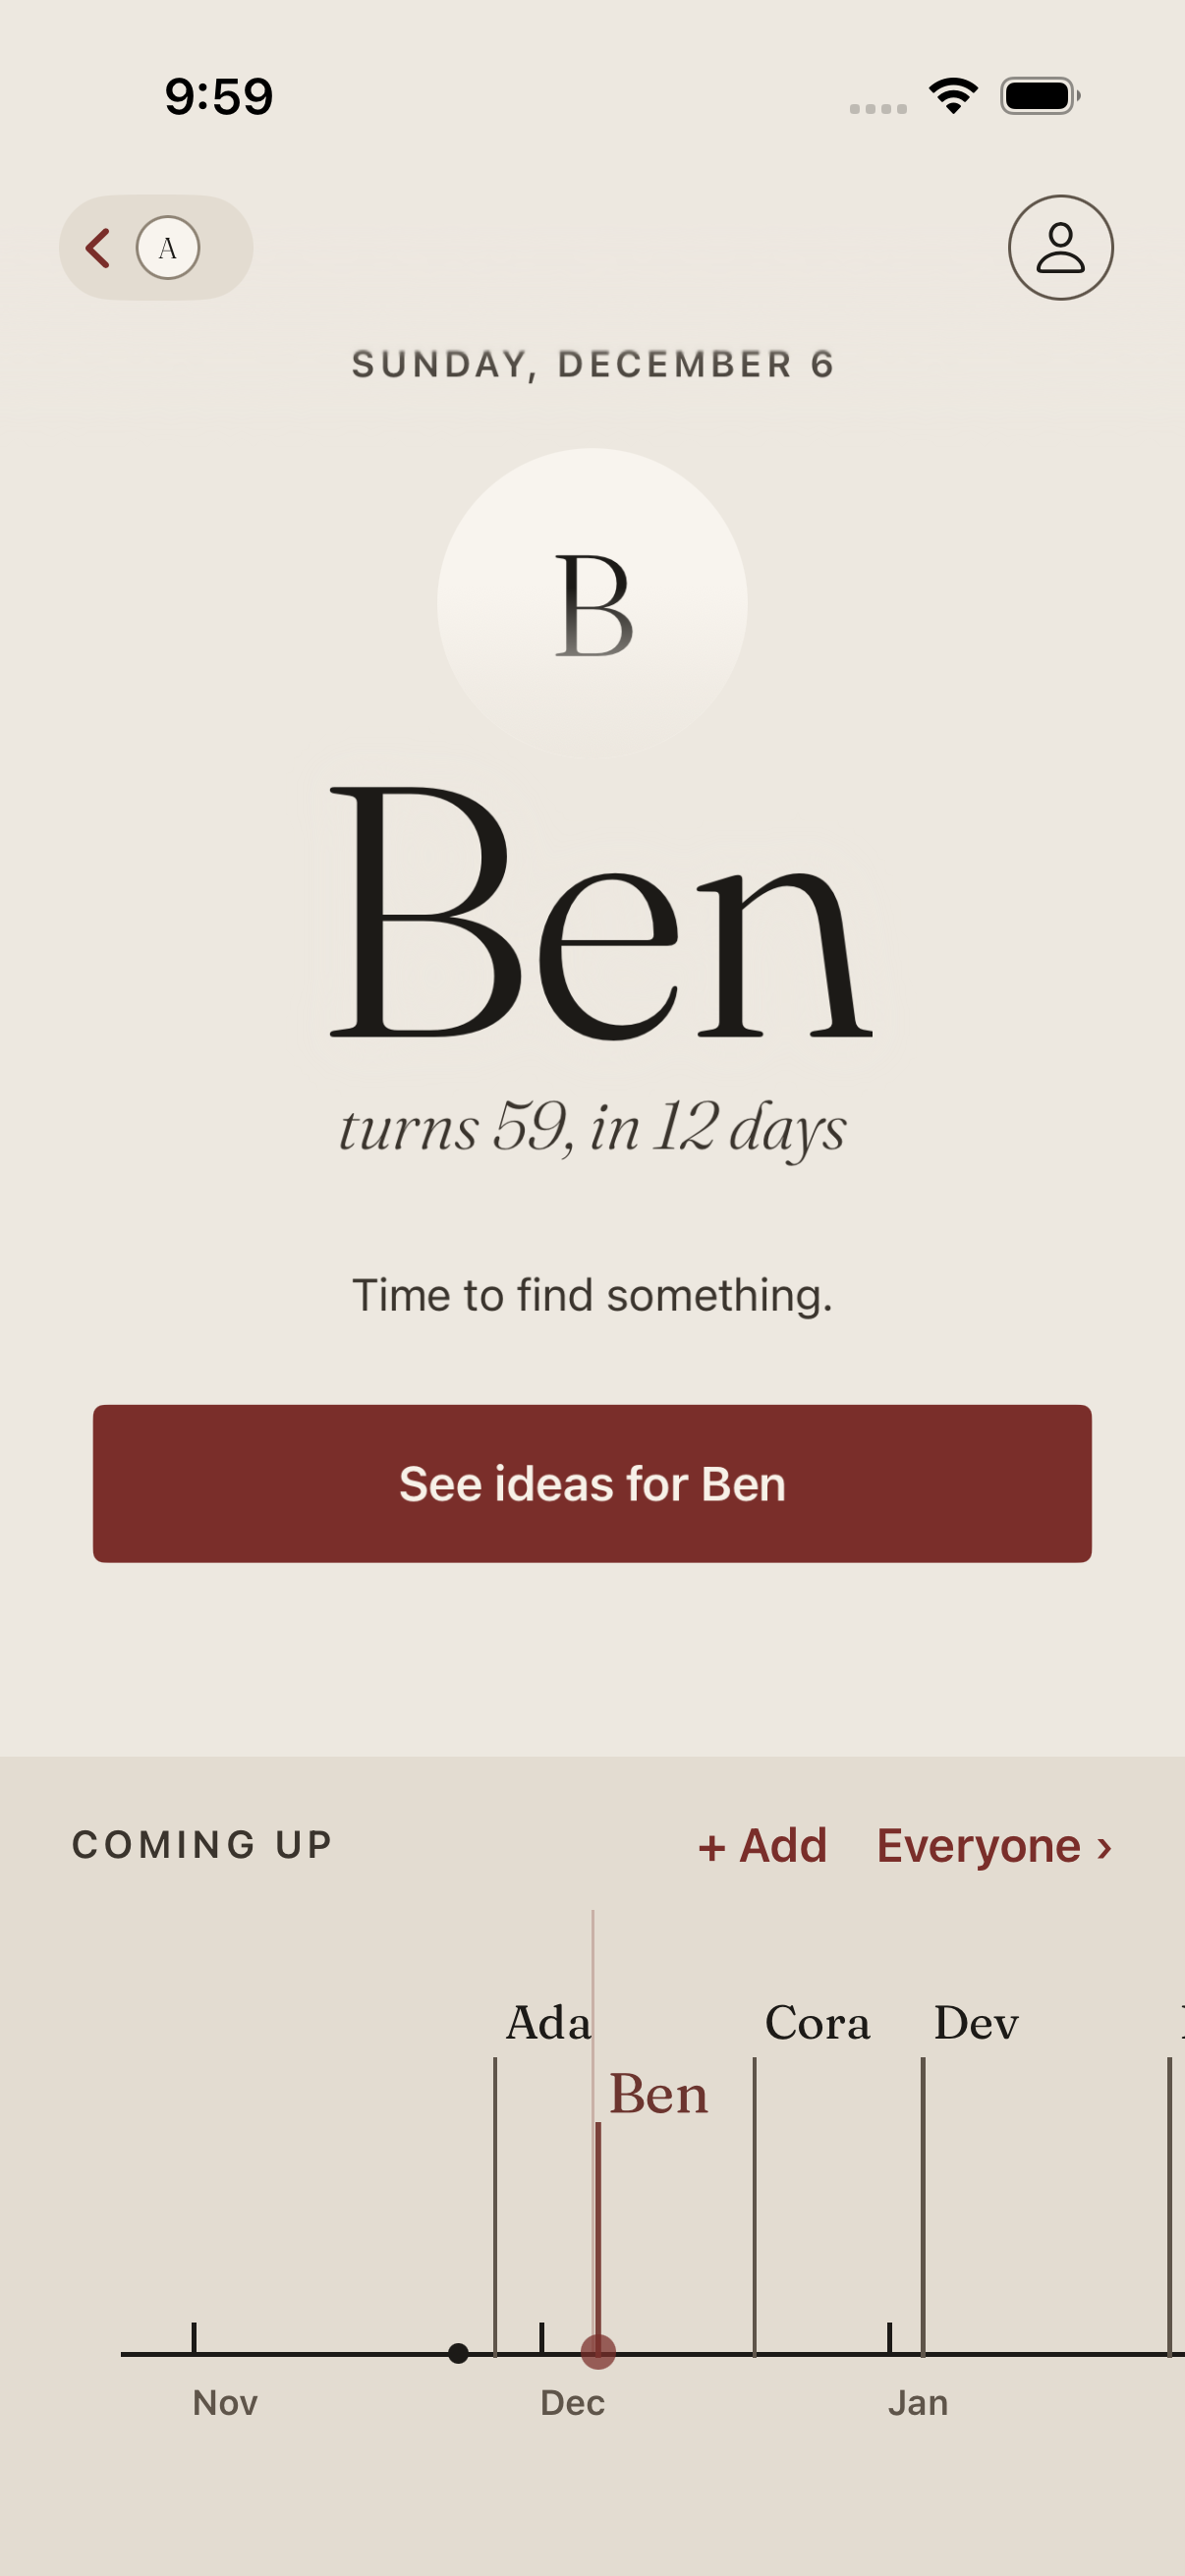 9:59
A
SUNDAY, DECEMBER 6
B
Ben
turns 59, in 12 days
Time to find something.
See ideas for Ben
COMING UP
+ Add
Everyone ›
Ada
Cora
Dev
Ben
Nov
Dec
Jan